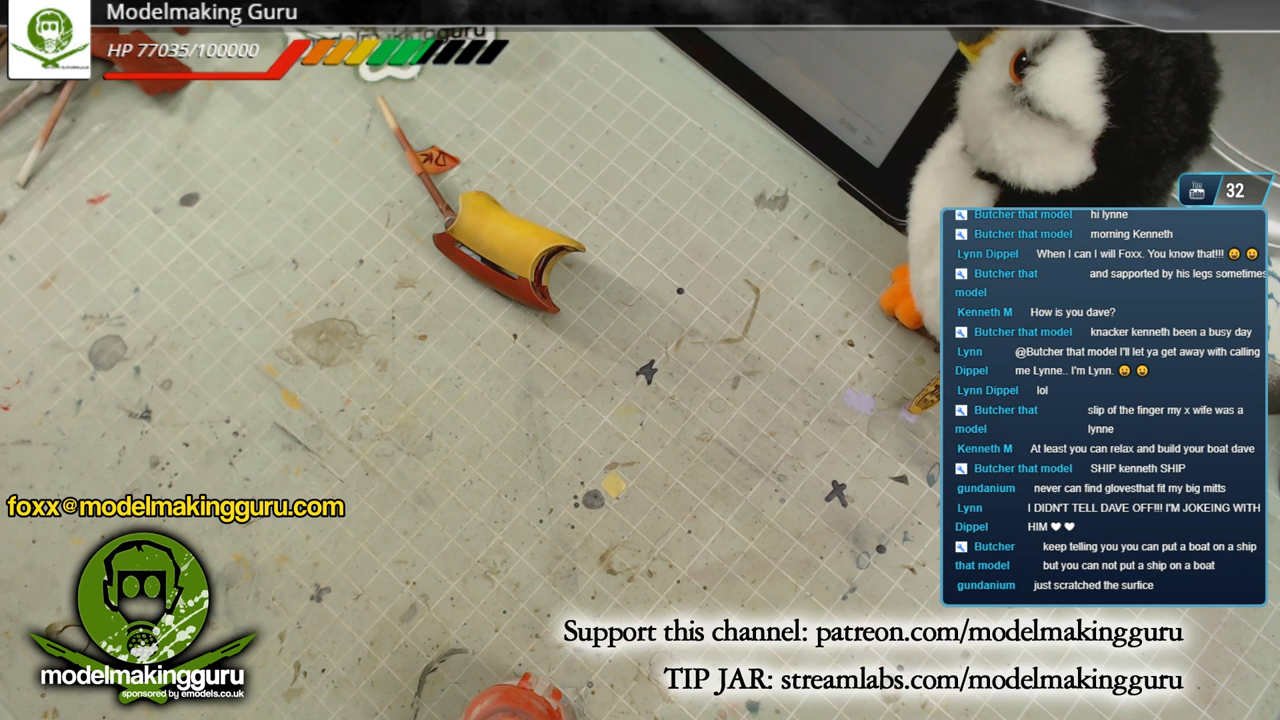 Modelmaking Guru
HP 77035/100000
You
Tube
32
Butcher that model hi lynne
Butcher that model morning Kenneth
Lynn Dippel When I can I will Foxx. You know that!!!
Butcher that and sapported by his legs sometimes
model
Kenneth M How is you dave?
Butcher that model knacker kenneth been a busy day
Lynn @Butcher that model I'll let ya get away with calling
Dippel me Lynne.. I'm Lynn.
Lynn Dippel lol
Butcher that slip of the finger my x wife was a
model lynne
Kenneth M At least you can relax and build your boat dave
Butcher that model SHIP kenneth SHIP
gundanium never can find glovesthat fit my big mitts
Lynn I DIDN'T TELL DAVE OFF!!! I'M JOKEING WITH
Dippel HIM ❤ ❤
Butcher keep telling you you can put a boat on a ship
that model but you can not put a ship on a boat
gundanium just scratched the surfice
foxx@modelmakingguru.com
modelmakingguru
sponsored by emodels.co.uk
Support this channel: patreon.com/modelmakingguru
TIP JAR: streamlabs.com/modelmakingguru